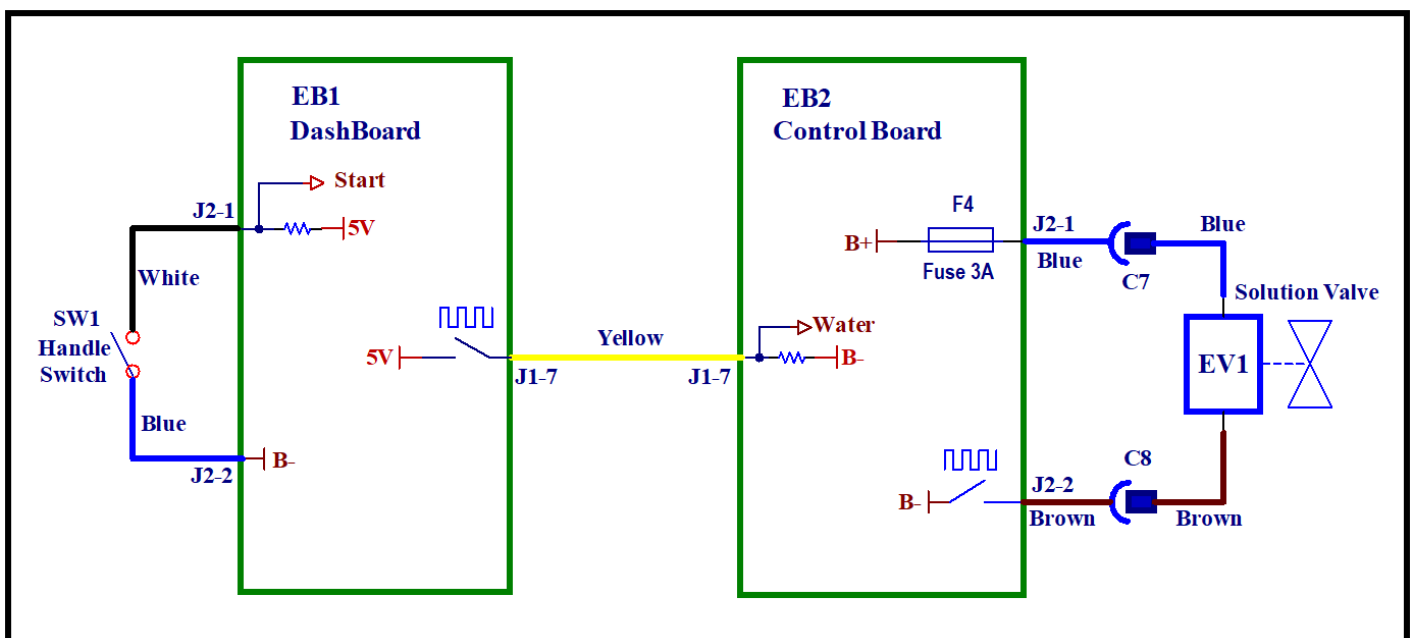 EB1
DashBoard
Start
J2-1
5V
White
SW1
Handle
Switch
Blue
J2-2
B-
5V
J1-7
Yellow
J1-7
EB2
Control Board
F4
B+
Fuse 3A
J2-1
Blue
C7
Blue
Solution Valve
Water
B-
EV1
C8
B-
J2-2
Brown
Brown